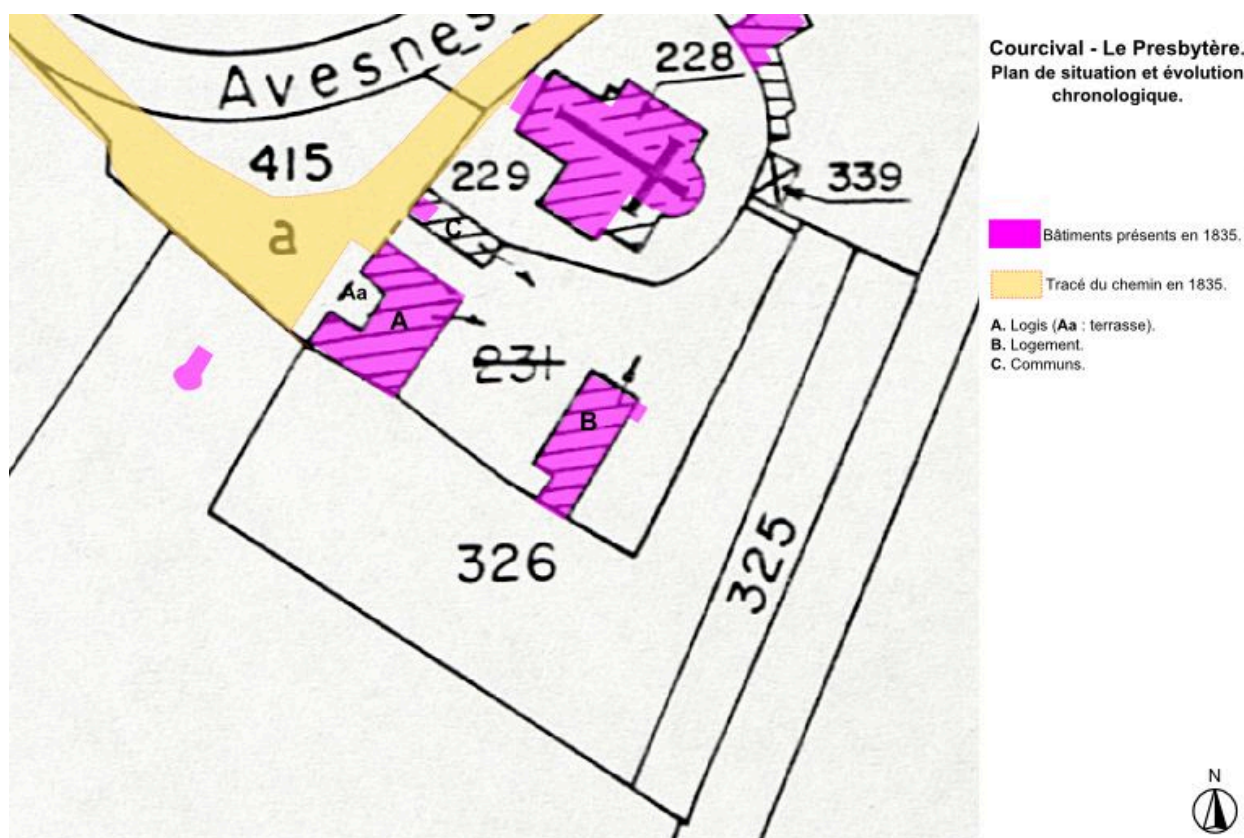 Avesnes
228
415
229
339
C
a
Aa
A
231
B
326
325
Courcival - Le Presbytère.
Plan de situation et évolution
chronologique.
Bâtiments présents en 1835.
Tracé du chemin en 1835.
A. Logis (Aa : terrasse).
B. Logement.
C. Communs.
N